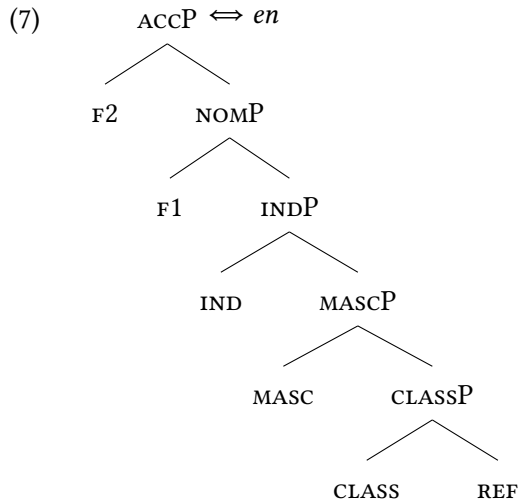 (7) ACCP ⇔ en
F2 NOMP
F1 INDP
IND MASCP
MASC CLASSP
CLASS REF